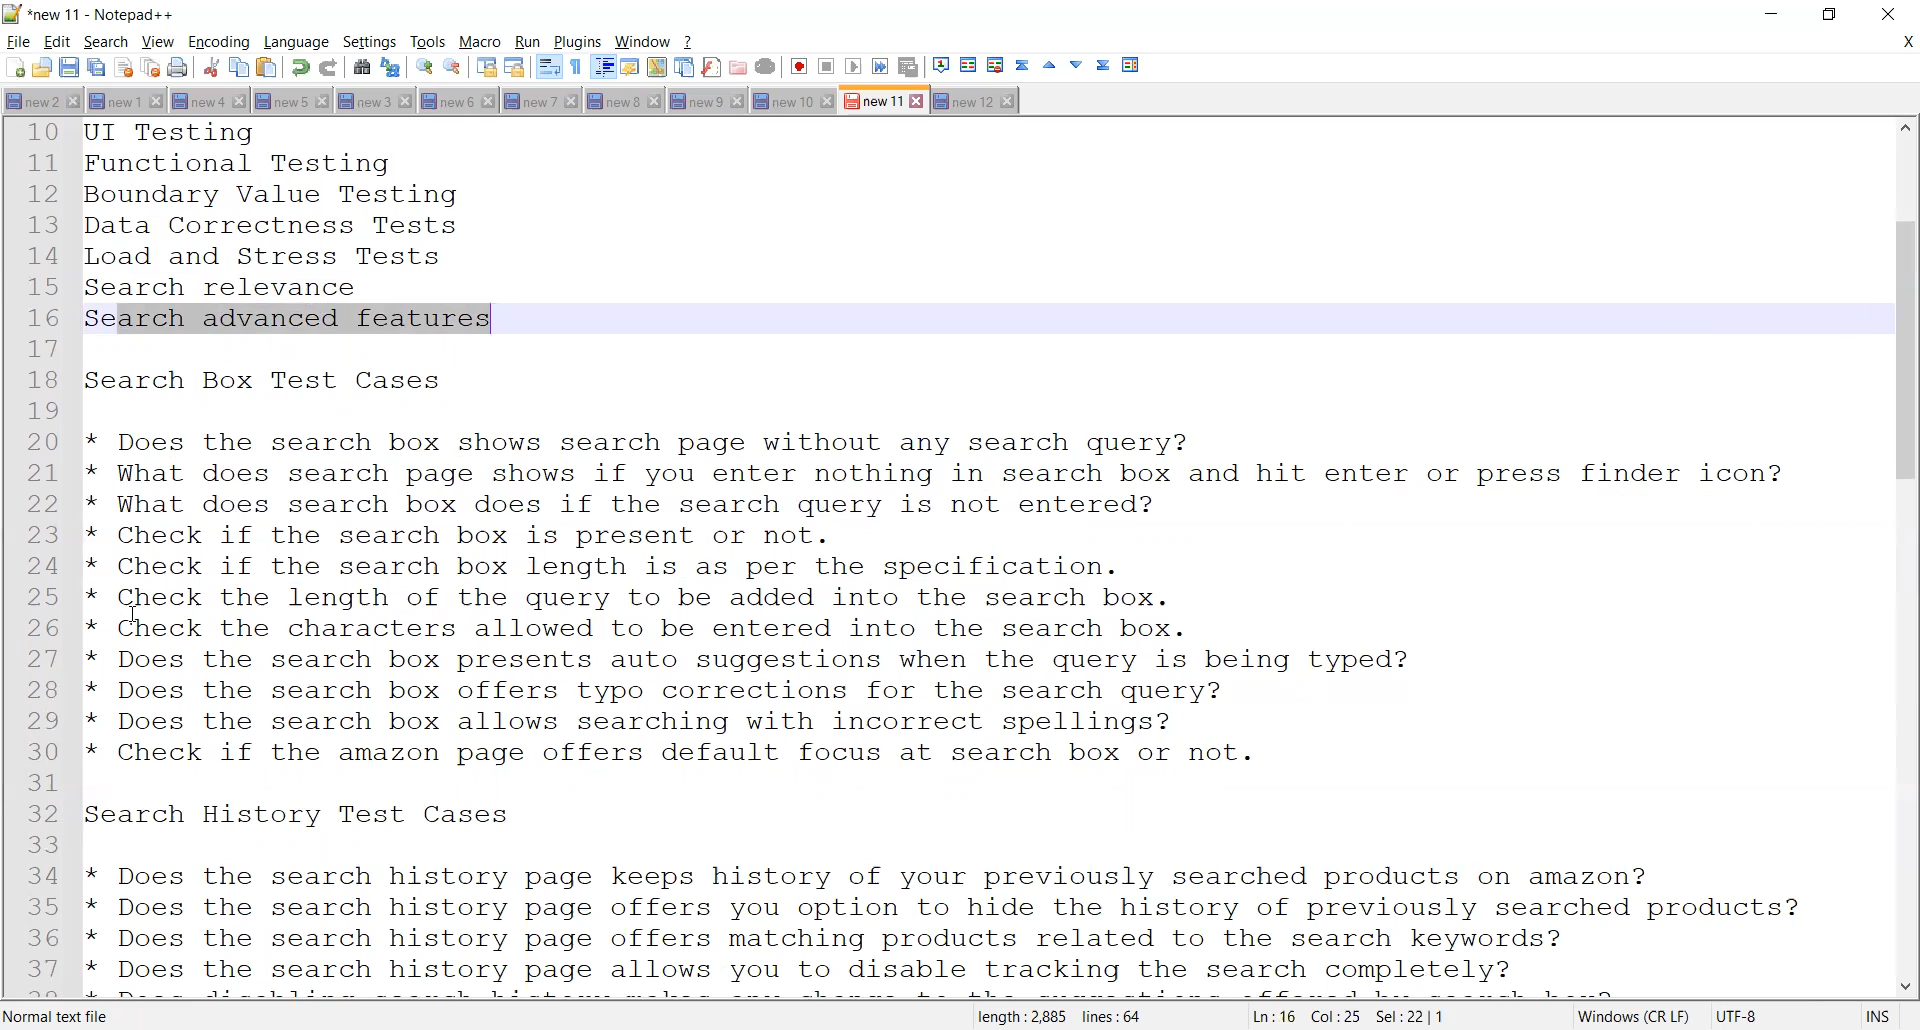 *new 11 - Notepad++
File Edit Search View Encoding Language Settings Tools Macro Run Plugins Window ? X
new 2 new 1 new 4 new 5 new 3 new 6 new 7 new 8 new 9 new 10 new 11 new 12
10 UI Testing
11 Functional Testing
12 Boundary Value Testing
13 Data Correctness Tests
14 Load and Stress Tests
15 Search relevance
16 Search advanced features
17
18 Search Box Test Cases
19
20 * Does the search box shows search page without any search query?
21 * What does search page shows if you enter nothing in search box and hit enter or press finder icon?
22 * What does search box does if the search query is not entered?
23 * Check if the search box is present or not.
24 * Check if the search box length is as per the specification.
25 * Check the length of the query to be added into the search box.
26 * Check the characters allowed to be entered into the search box.
27 * Does the search box presents auto suggestions when the query is being typed?
28 * Does the search box offers typo corrections for the search query?
29 * Does the search box allows searching with incorrect spellings?
30 * Check if the amazon page offers default focus at search box or not.
31
32 Search History Test Cases
33
34 * Does the search history page keeps history of your previously searched products on amazon?
35 * Does the search history page offers you option to hide the history of previously searched products?
36 * Does the search history page offers matching products related to the search keywords?
37 * Does the search history page allows you to disable tracking the search completely?
Normal text file length : 2,885 lines : 64 Ln : 16 Col : 25 Sel : 22 | 1 Windows (CR LF) UTF-8 INS